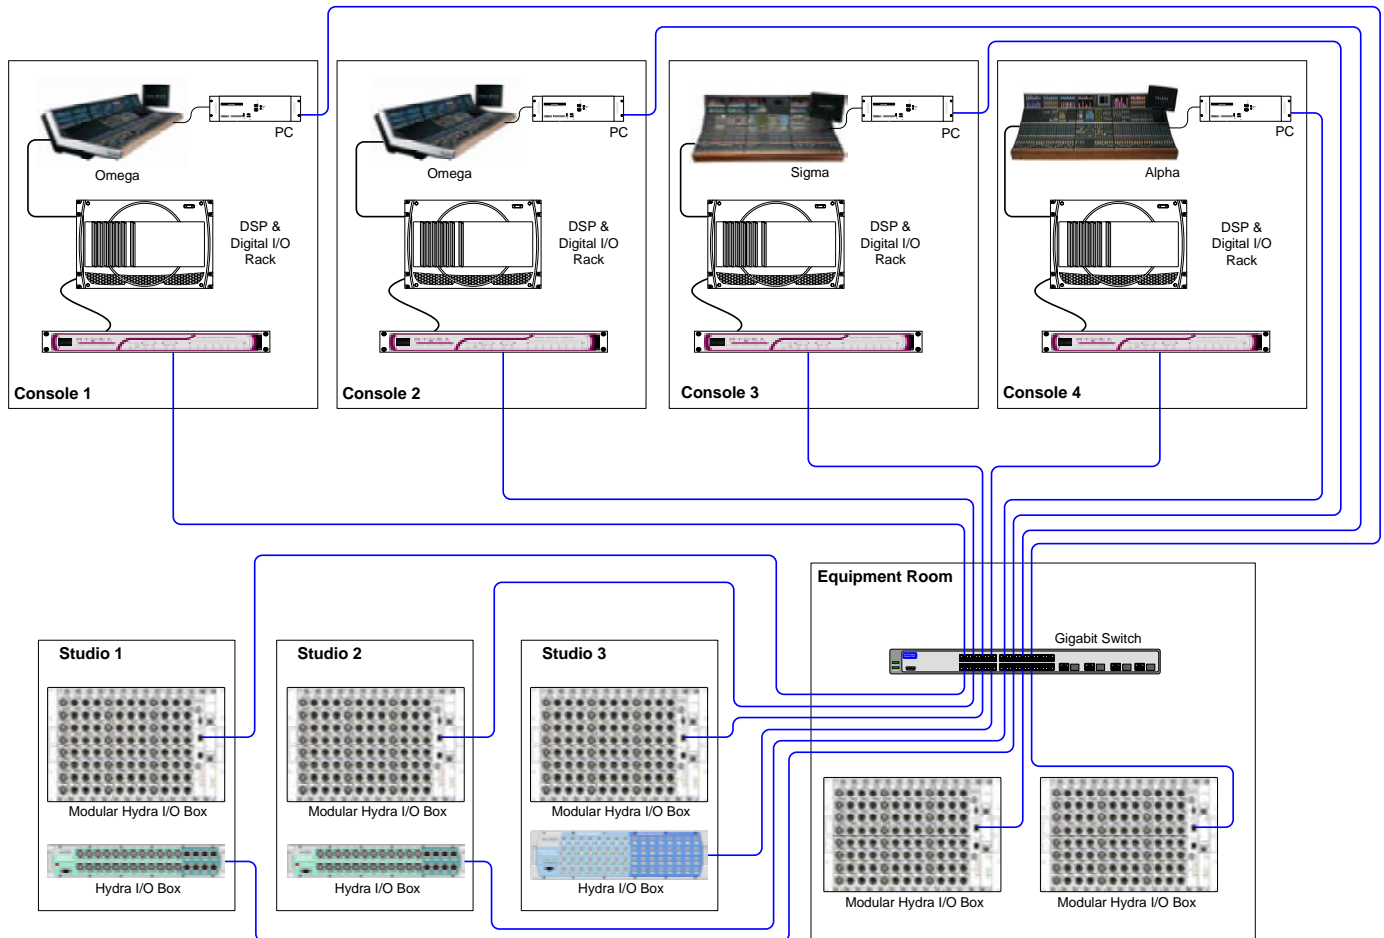 PC
Omega
DSP &
Digital I/O
Rack
Console 1
PC
Omega
DSP &
Digital I/O
Rack
Console 2
PC
Sigma
DSP &
Digital I/O
Rack
Console 3
PC
Alpha
DSP &
Digital I/O
Rack
Console 4
Studio 1
Modular Hydra I/O Box
Hydra I/O Box
Studio 2
Modular Hydra I/O Box
Hydra I/O Box
Studio 3
Modular Hydra I/O Box
Hydra I/O Box
Equipment Room
Gigabit Switch
Modular Hydra I/O Box
Modular Hydra I/O Box